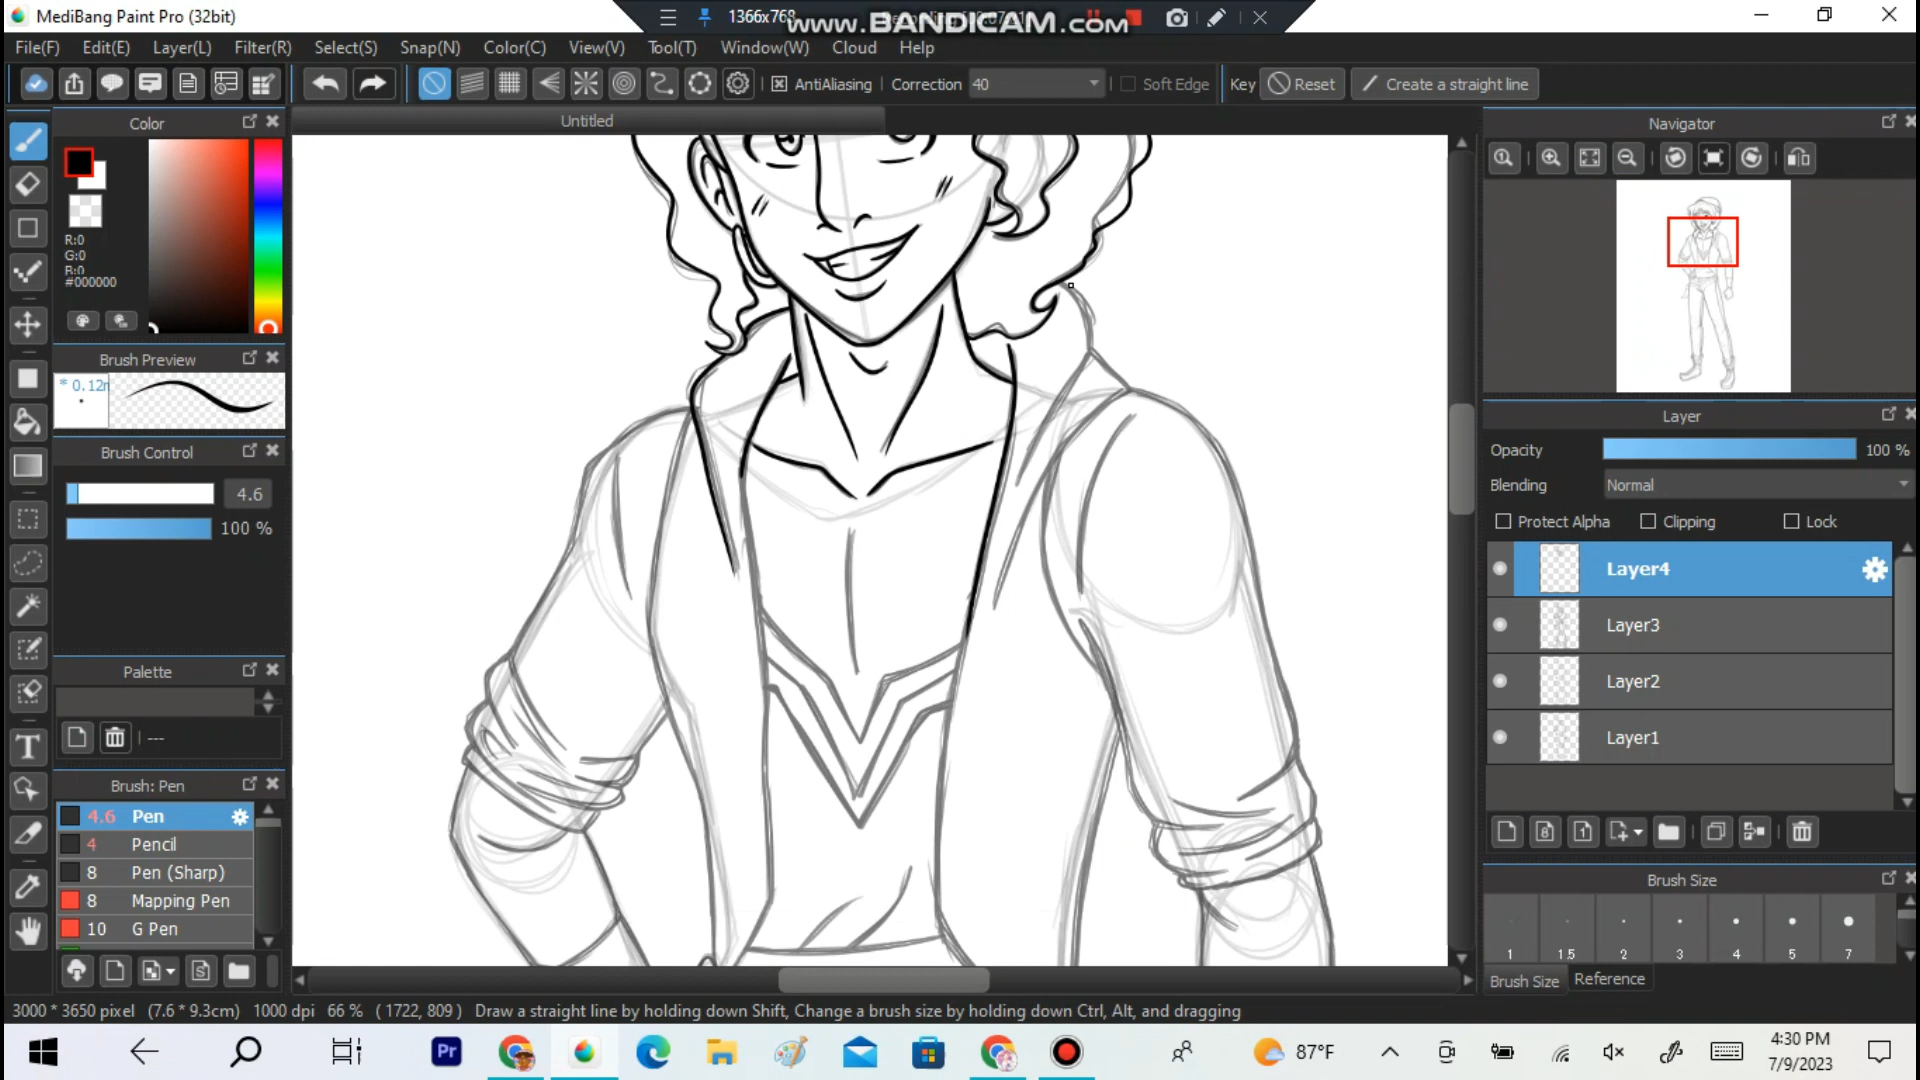 MediBang Paint Pro (32bit)
1366x768
www.BANDICAM.com
File(F) Edit(E) Layer(L) Filter(R) Select(S) Snap(N) Color(C) View(V) Tool(T) Window(W) Cloud Help
AntiAliasing Correction 40 Soft Edge Key Reset Create a straight line
Color
Untitled
Navigator
R:0
G:0
B:0
#000000
Brush Preview
* 0.12m
Layer
Opacity 100 %
Blending Normal
Protect Alpha Clipping Lock
Brush Control
4.6
100 %
Layer4
Layer3
Layer2
Layer1
Palette
---
T
Brush: Pen
4.6 Pen
4 Pencil
8 Pen (Sharp)
8 Mapping Pen
10 G Pen
Brush Size
1 1.5 2 3 4 5 7
Brush Size Reference
3000 * 3650 pixel (7.6 * 9.3cm) 1000 dpi 66 % ( 1722, 809 ) Draw a straight line by holding down Shift, Change a brush size by holding down Ctrl, Alt, and dragging
Pr
87°F
4:30 PM
7/9/2023